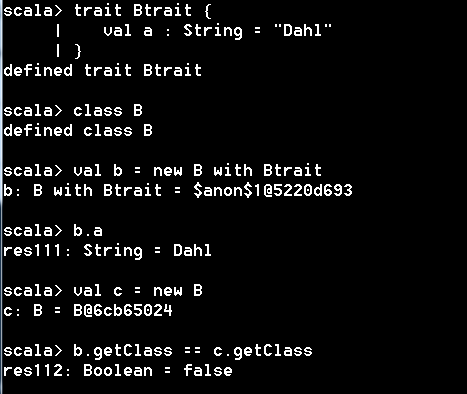 scala> trait Btrait {
     |    val a : String = "Dahl"
     | }
defined trait Btrait
scala> class B
defined class B
scala> val b = new B with Btrait
b: B with Btrait = $anon$1@5220d693
scala> b.a
res111: String = Dahl
scala> val c = new B
c: B = B@6cb65024
scala> b.getClass == c.getClass
res112: Boolean = false